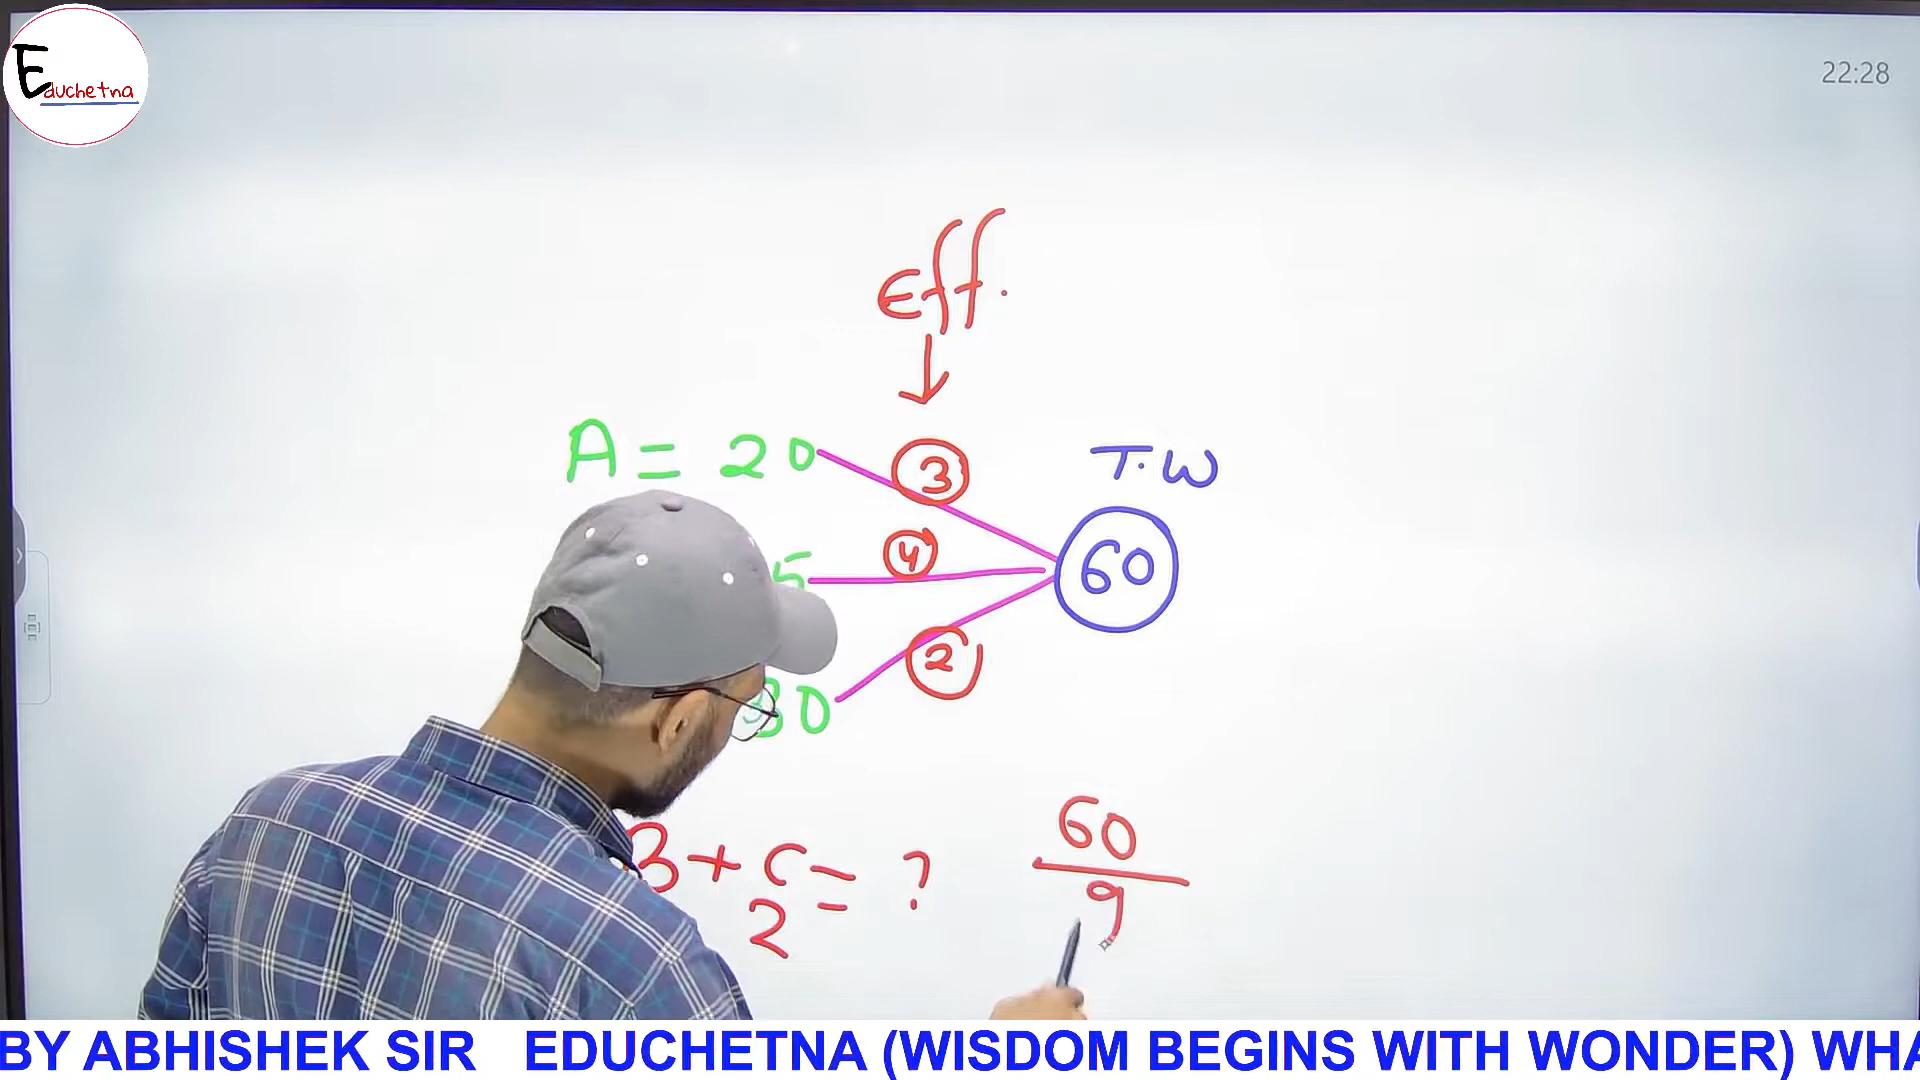 Educhetna
22:28
Eff.
A = 20
3
T.W
4
5
60
2
30
B + C = ?
2
60
9
BY ABHISHEK SIR EDUCHETNA (WISDOM BEGINS WITH WONDER) WHA